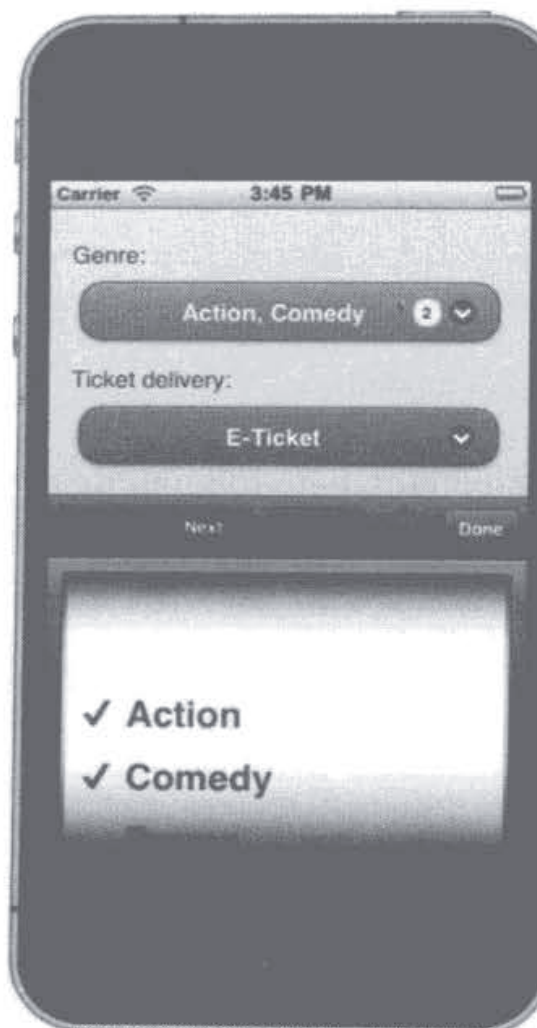 Carrier 3:45 PM
Genre:
Action, Comedy 2
Ticket delivery:
E-Ticket
Next Done
✓ Action
✓ Comedy